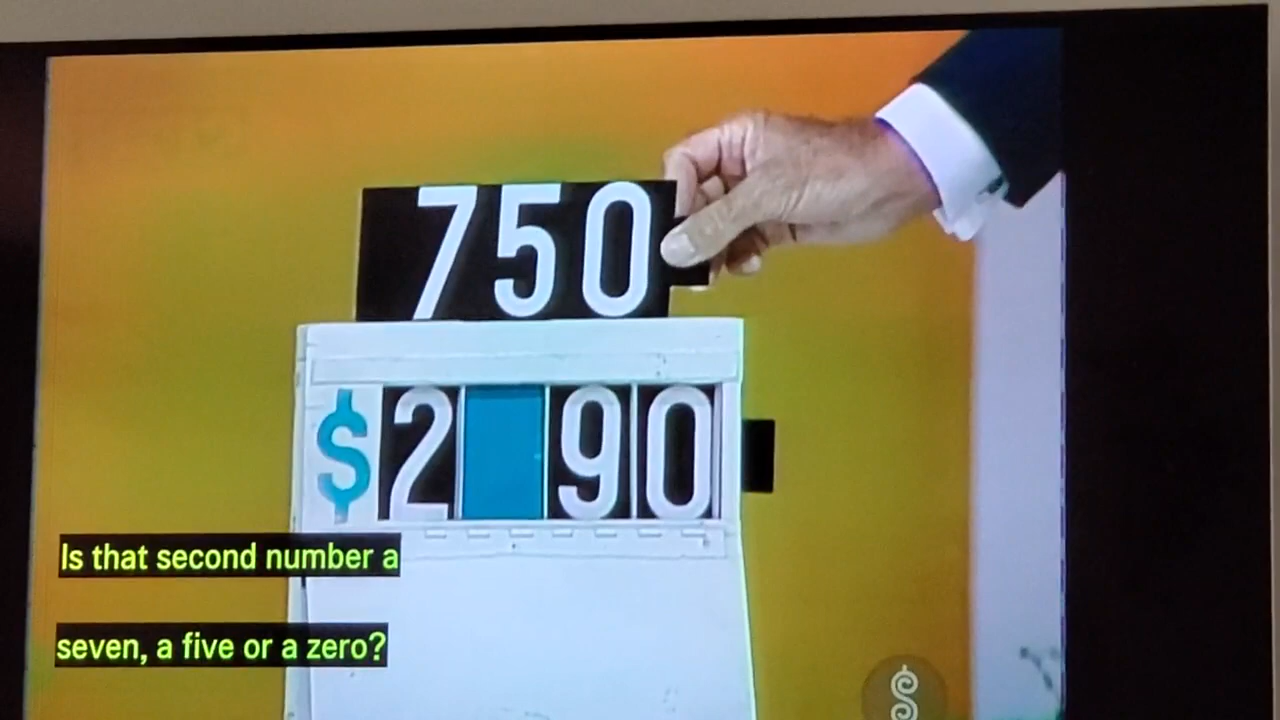 750
$2 90
Is that second number a
seven, a five or a zero?